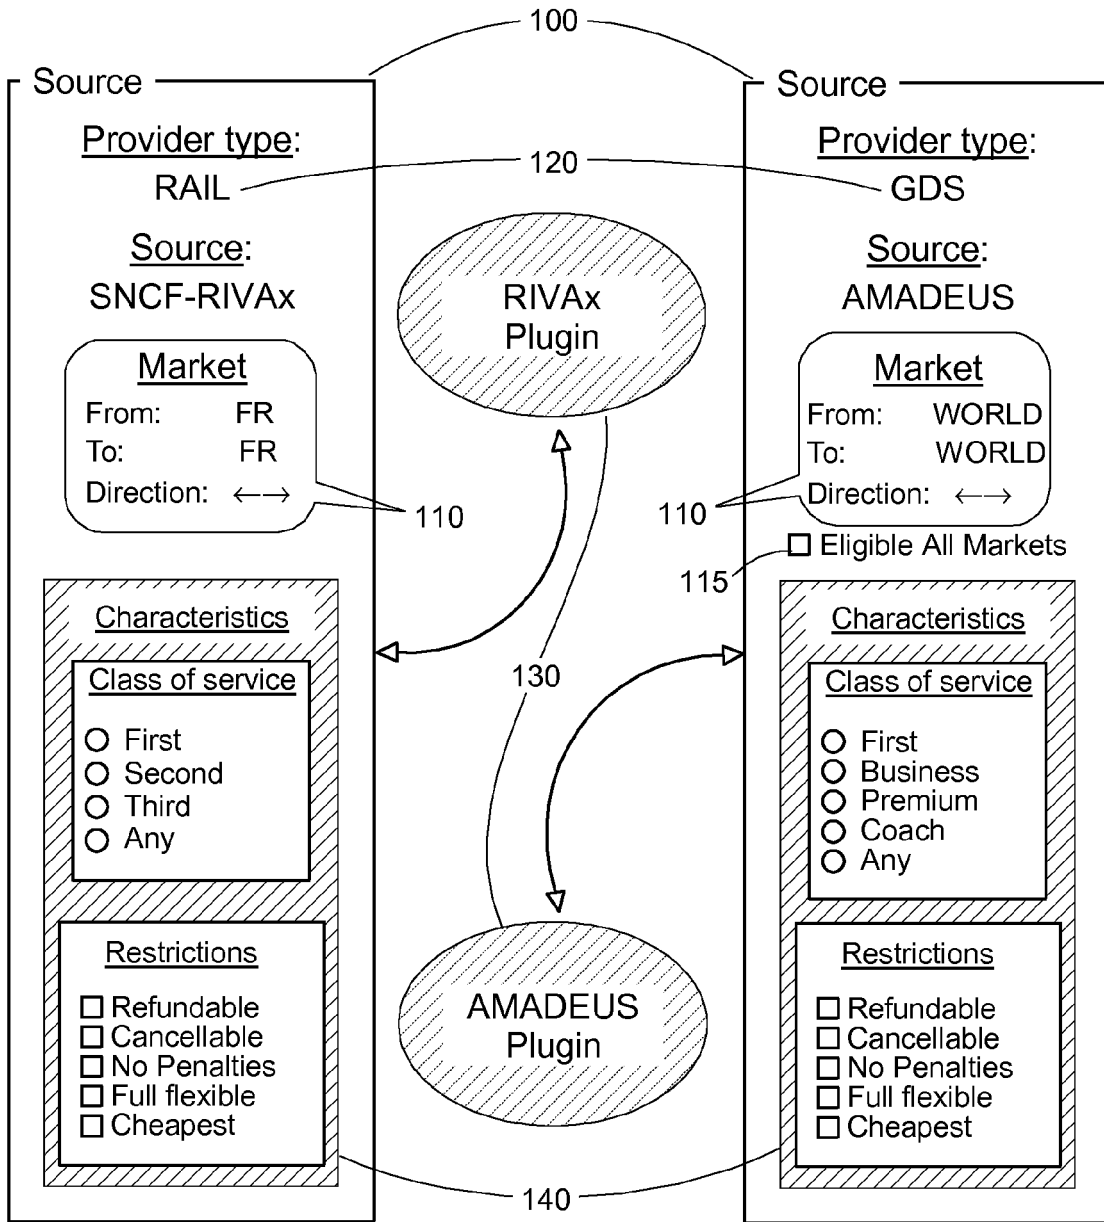 100
Source
Provider type:
RAIL
Source:
SNCF-RIVAx
Market
From: FR
To: FR
Direction: ←→
Characteristics
Class of service
First
Second
Third
Any
Restrictions
Refundable
Cancellable
No Penalties
Full flexible
Cheapest
120
RIVAx
Plugin
110
110
115
130
AMADEUS
Plugin
140
Source
Provider type:
GDS
Source:
AMADEUS
Market
From: WORLD
To: WORLD
Direction: ←→
Eligible All Markets
Characteristics
Class of service
First
Business
Premium
Coach
Any
Restrictions
Refundable
Cancellable
No Penalties
Full flexible
Cheapest